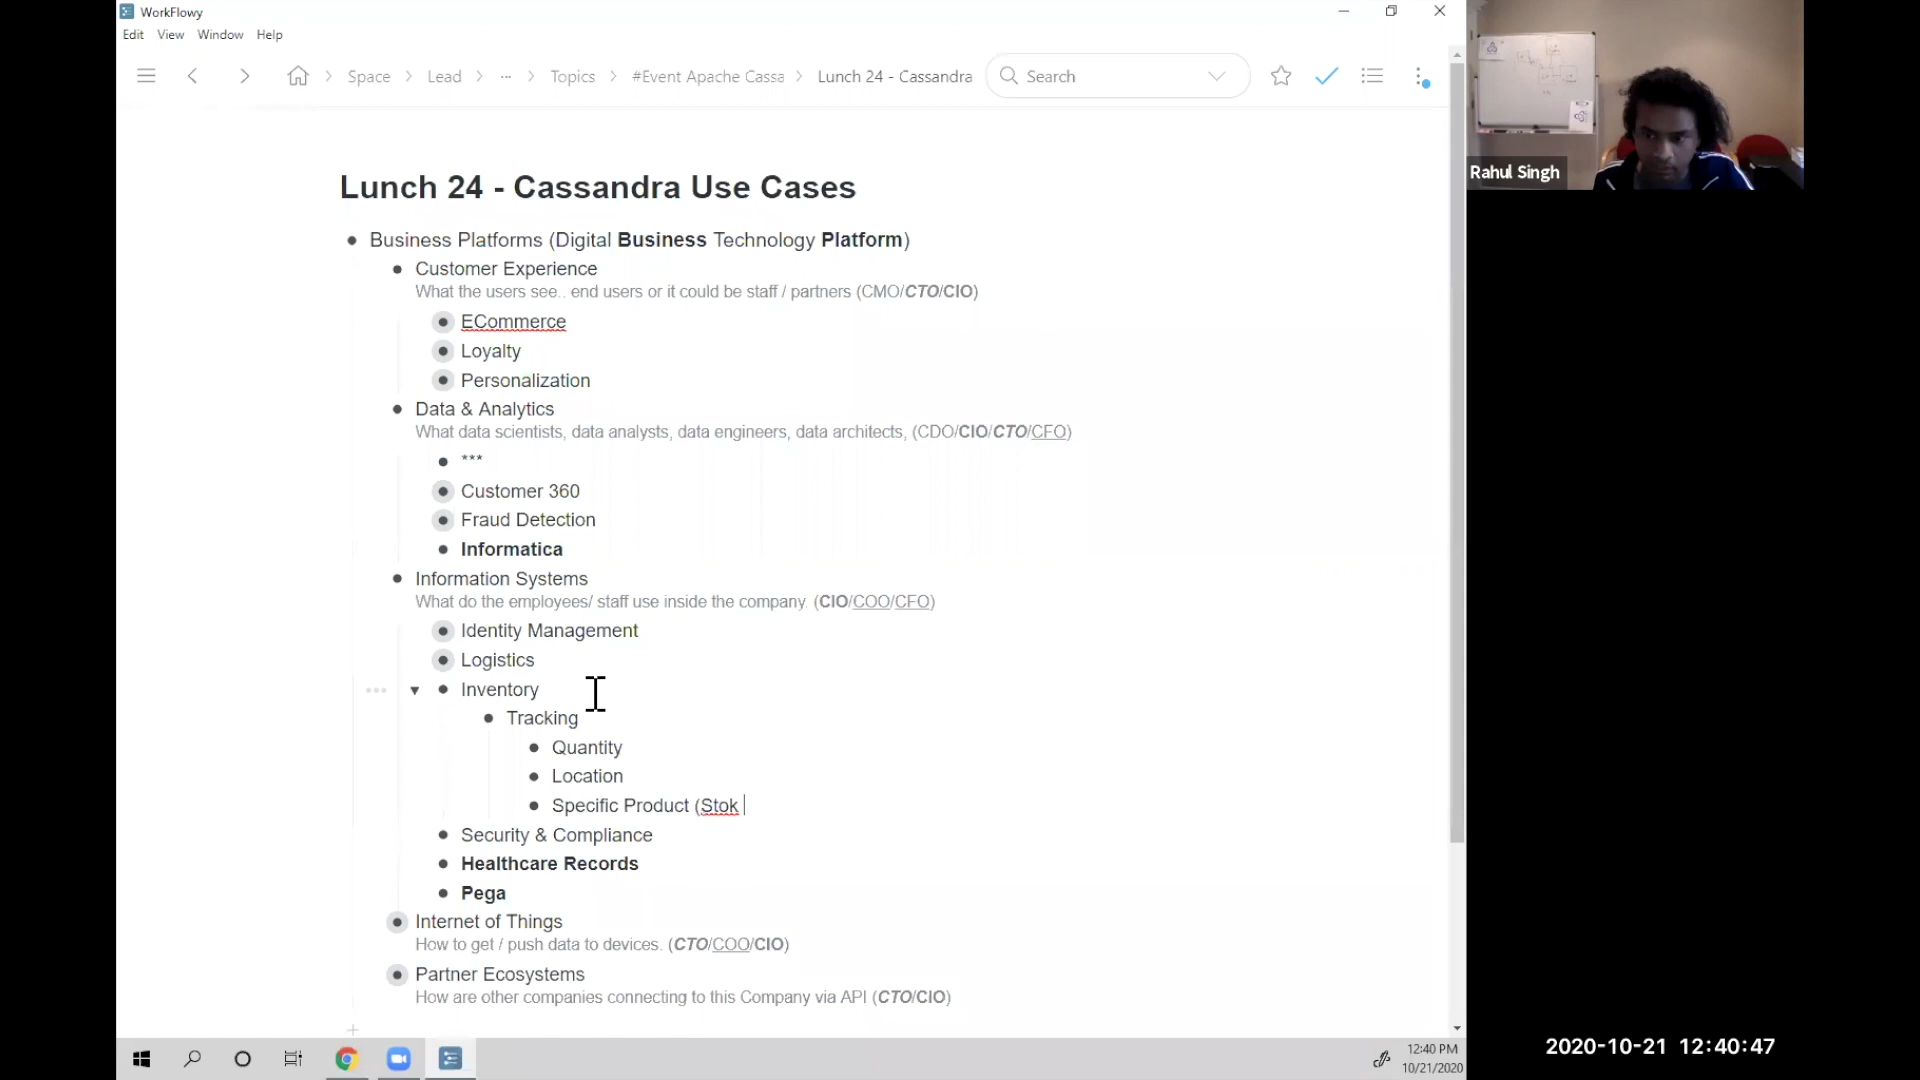 WorkFlowy
Edit View Window Help
Space Lead ... Topics #Event Apache Cassa Lunch 24 - Cassandra Search
Rahul Singh
Lunch 24 - Cassandra Use Cases
Business Platforms (Digital Business Technology Platform)
Customer Experience
What the users see.. end users or it could be staff / partners (CMO/CTO/CIO)
ECommerce
Loyalty
Personalization
Data & Analytics
What data scientists, data analysts, data engineers, data architects, (CDO/CIO/CTO/CFO)
***
Customer 360
Fraud Detection
Informatica
Information Systems
What do the employees/ staff use inside the company. (CIO/COO/CFO)
Identity Management
Logistics
Inventory
Tracking
Quantity
Location
Specific Product (Stok
Security & Compliance
Healthcare Records
Pega
Internet of Things
How to get / push data to devices. (CTO/COO/CIO)
Partner Ecosystems
How are other companies connecting to this Company via API (CTO/CIO)
12:40 PM
10/21/2020
2020-10-21 12:40:47